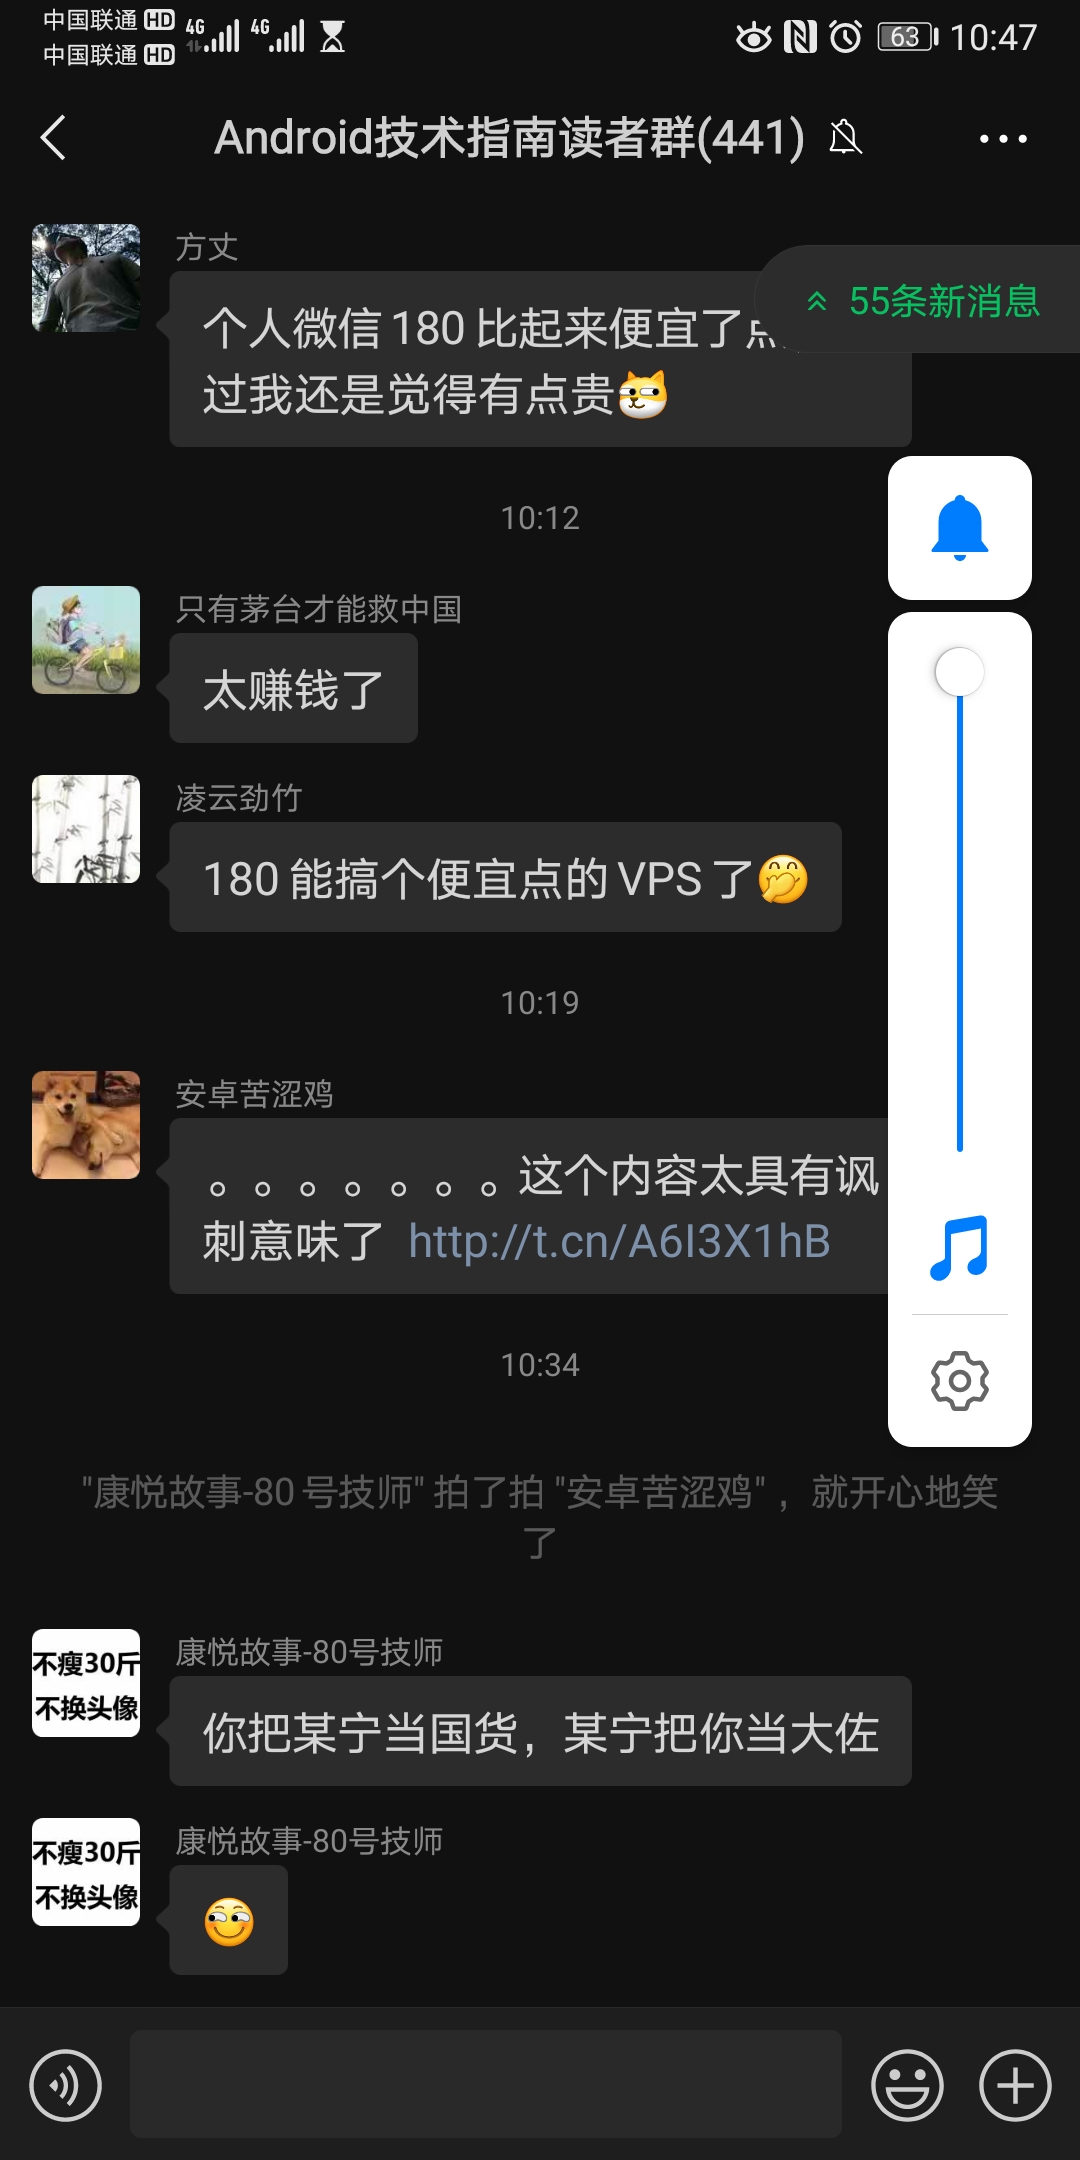 中国联通 HD 4G 4G 63 10:47
中国联通 HD
Android技术指南读者群(441)
方丈
55条新消息
个人微信180比起来便宜了
过我还是觉得有点贵
10:12
只有茅台才能救中国
太赚钱了
凌云劲竹
180能搞个便宜点的VPS了
10:19
安卓苦涩鸡
。。。。。。。这个内容太具有讽
刺意味了 http://t.cn/A6I3X1hB
10:34
"康悦故事-80号技师" 拍了拍 "安卓苦涩鸡" ，就开心地笑
了
不瘦30斤
不换头像
康悦故事-80号技师
你把某宁当国货，某宁把你当大佐
不瘦30斤
不换头像
康悦故事-80号技师